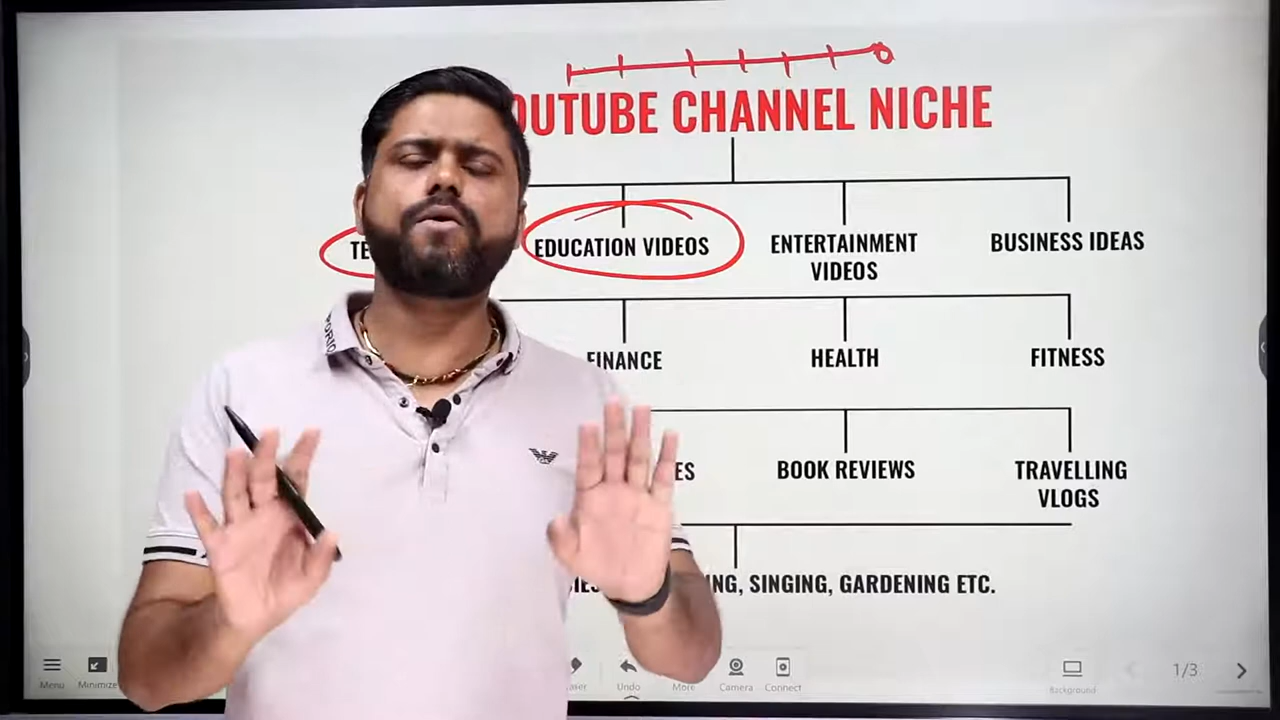 OUTUBE CHANNEL NICHE
TE
EDUCATION VIDEOS
ENTERTAINMENT
VIDEOS
BUSINESS IDEAS
FINANCE
HEALTH
FITNESS
ES
BOOK REVIEWS
TRAVELLING
VLOGS
NG, SINGING, GARDENING ETC.
Menu
Minimize
Undo
More
Camera
Connect
Background
1/3